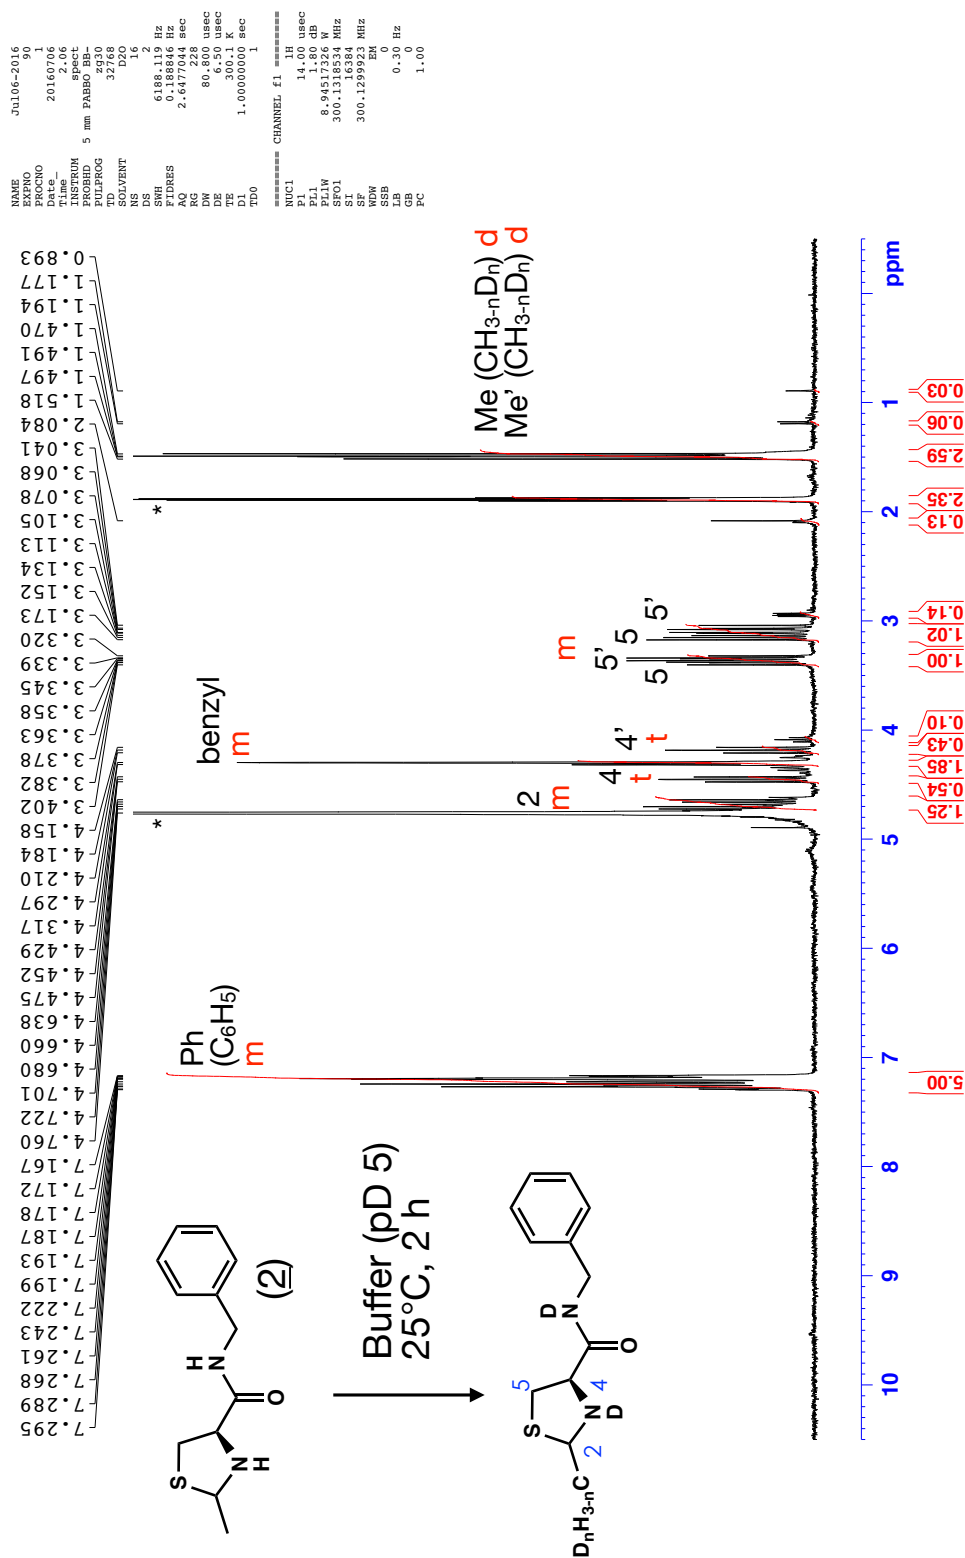 NAME Jul06-2016
EXPNO 90
PROCNO 1
Date_ 20160706
Time 2.06
INSTRUM spect
PROBHD 5 mm PABBO BB-
PULPROG zg30
TD 32768
SOLVENT D2O
NS 16
DS 2
SWH 6188.119 Hz
FIDRES 0.188846 Hz
AQ 2.6477044 sec
RG 228
DW 80.800 usec
DE 6.50 usec
TE 300.1 K
D1 1.00000000 sec
TD0 1
======== CHANNEL f1 ========
NUC1 1H
P1 14.00 usec
PL1 1.80 dB
PL1W 8.94517326 W
SFO1 300.1318534 MHz
SI 16384
SF 300.1299923 MHz
WDW EM
SSB 0
LB 0.30 Hz
GB 0
PC 1.00
7.295
7.289
7.268
7.261
7.243
7.222
7.199
7.193
7.187
7.178
7.172
7.167
4.760
4.722
4.701
4.680
4.660
4.638
4.475
4.452
4.429
4.317
4.297
4.210
4.184
4.158
3.402
3.382
3.378
3.363
3.358
3.345
3.339
3.320
3.173
3.152
3.134
3.113
3.105
3.078
3.068
3.041
2.084
1.518
1.497
1.491
1.470
1.194
1.177
0.893
S
N
H
H
N
O
(2)
Buffer (pD 5)
25°C, 2 h
DnH3-nC
S
5
2
4
N
D
D
N
O
Ph
(C6H5)
m
benzyl
m
*
2
m
4
t
4'
t
5
5'
m
5
5'
*
Me (CH3-nDn) d
Me' (CH3-nDn) d
10
9
8
7
6
5
4
3
2
1
ppm
5.00
1.25
0.54
1.85
0.43
0.10
1.00
1.02
0.14
0.13
2.35
2.59
0.06
0.03